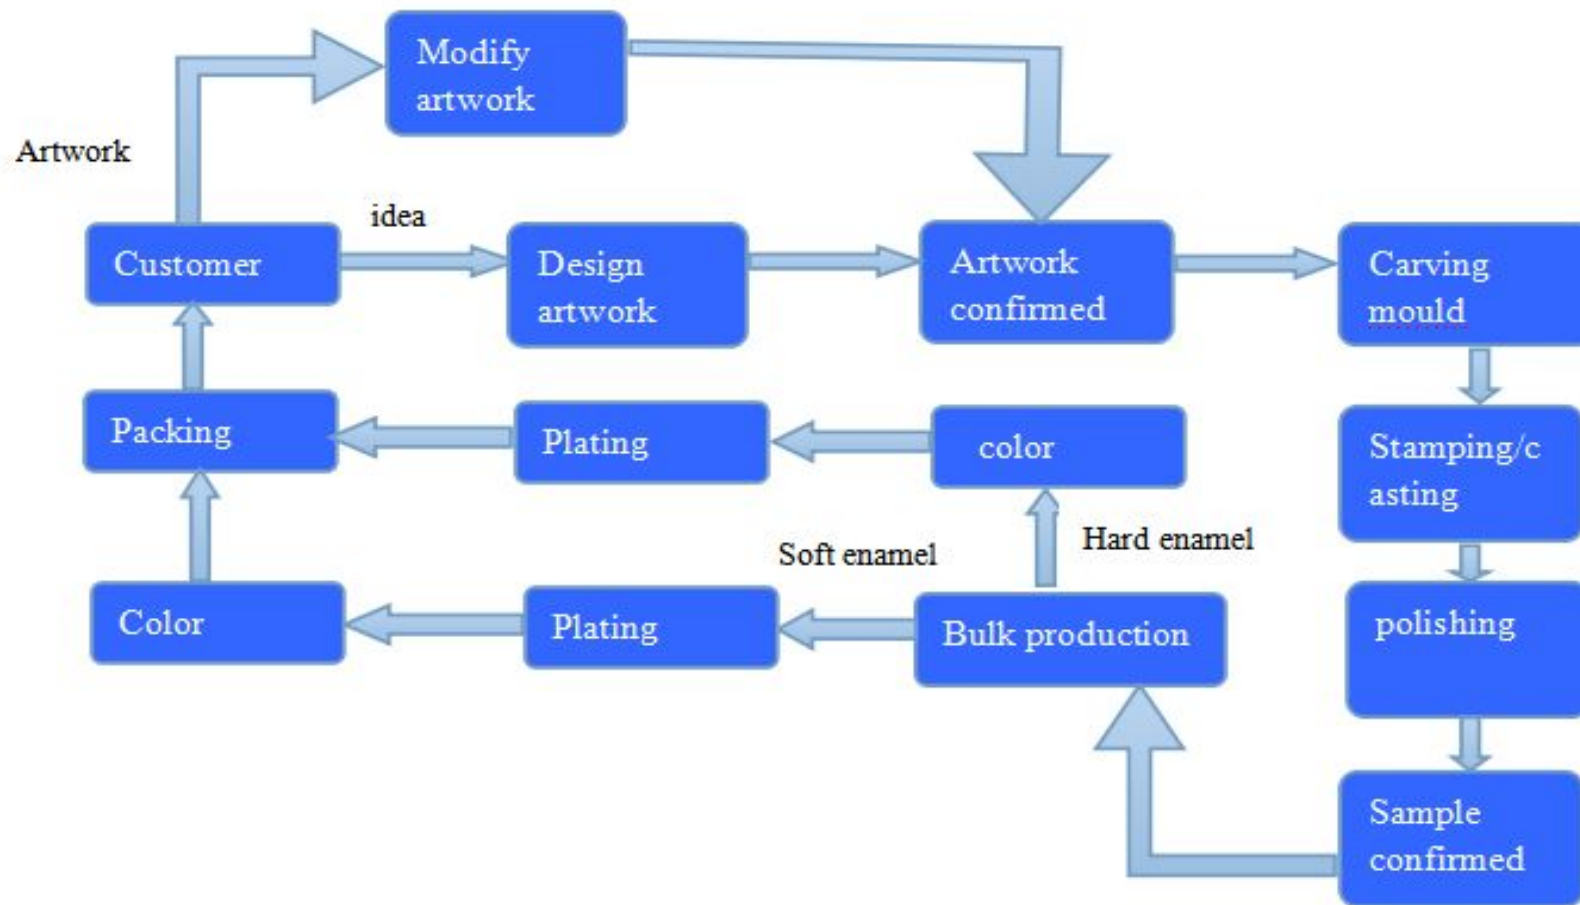 Modify
artwork
Artwork
idea
Customer
Design
artwork
Artwork
confirmed
Carving
mould
Packing
Plating
color
Stamping/c
asting
Soft enamel
Hard enamel
Color
Plating
Bulk production
polishing
Sample
confirmed